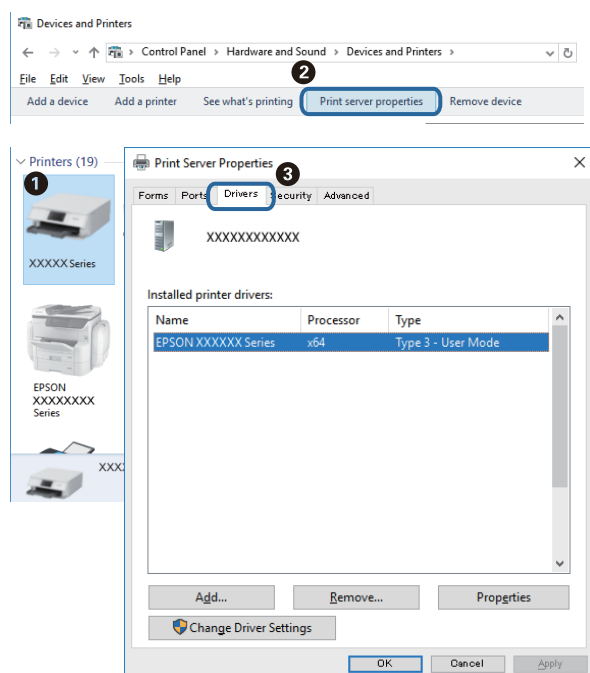 Devices and Printers
Control Panel > Hardware and Sound > Devices and Printers >
2
File Edit View Tools Help
Add a device Add a printer See what's printing Print server properties Remove device
Printers (19)
1
XXXXX Series
EPSON
XXXXXXXX
Series
XXX
Print Server Properties
3
Forms Ports Drivers Security Advanced
XXXXXXXXXXXX
Installed printer drivers:
Name Processor Type
EPSON XXXXXX Series x64 Type 3 - User Mode
Add... Remove... Properties
Change Driver Settings
OK Cancel Apply